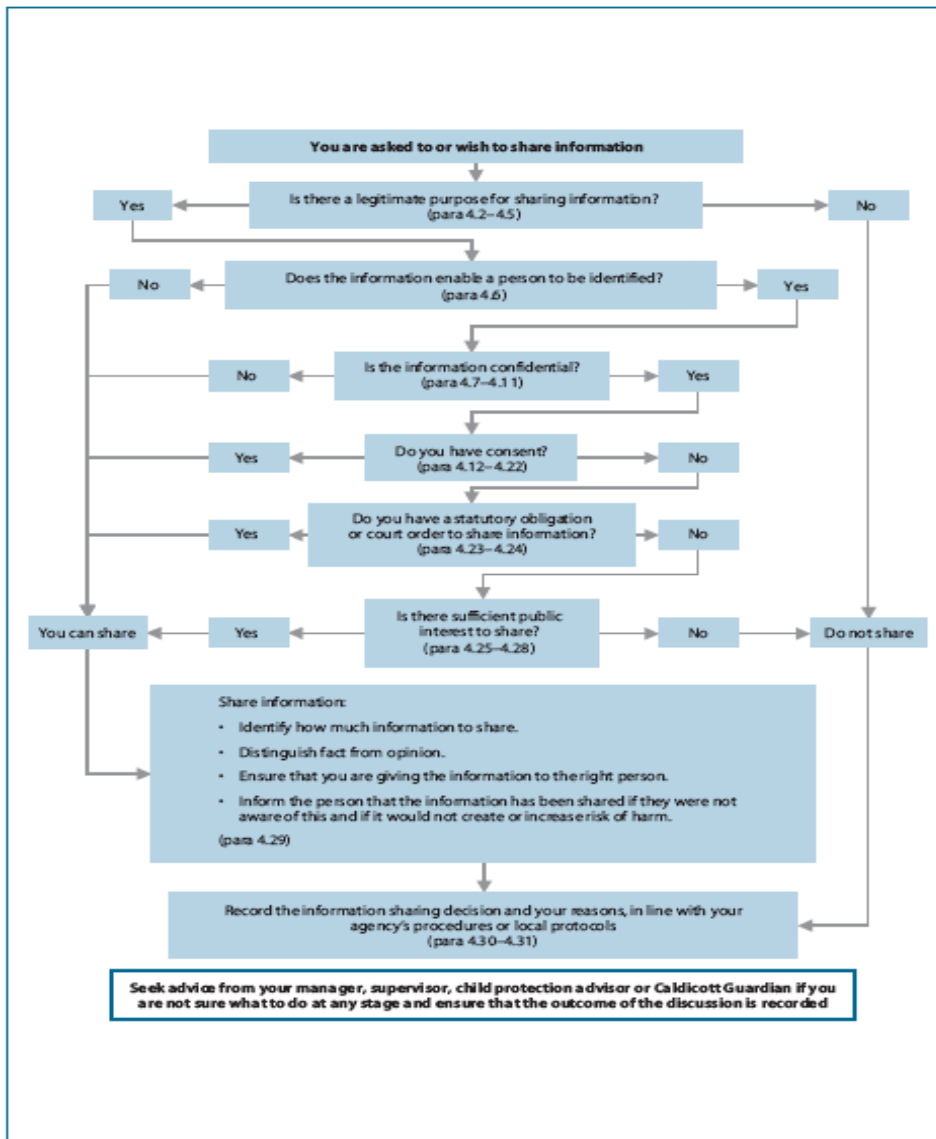 You are asked to or wish to share information
Yes
Is there a legitimate purpose for sharing information?
(para 4.2–4.5)
No
No
Does the information enable a person to be identified?
(para 4.6)
Yes
No
Is the information confidential?
(para 4.7–4.11)
Yes
Yes
Do you have consent?
(para 4.12–4.22)
No
Yes
Do you have a statutory obligation
or court order to share information?
(para 4.23–4.24)
No
You can share
Yes
Is there sufficient public
interest to share?
(para 4.25–4.28)
No
Do not share
Share information:
• Identify how much information to share.
• Distinguish fact from opinion.
• Ensure that you are giving the information to the right person.
• Inform the person that the information has been shared if they were not
aware of this and if it would not create or increase risk of harm.
(para 4.29)
Record the information sharing decision and your reasons, in line with your
agency's procedures or local protocols
(para 4.30–4.31)
Seek advice from your manager, supervisor, child protection advisor or Caldicott Guardian if you
are not sure what to do at any stage and ensure that the outcome of the discussion is recorded